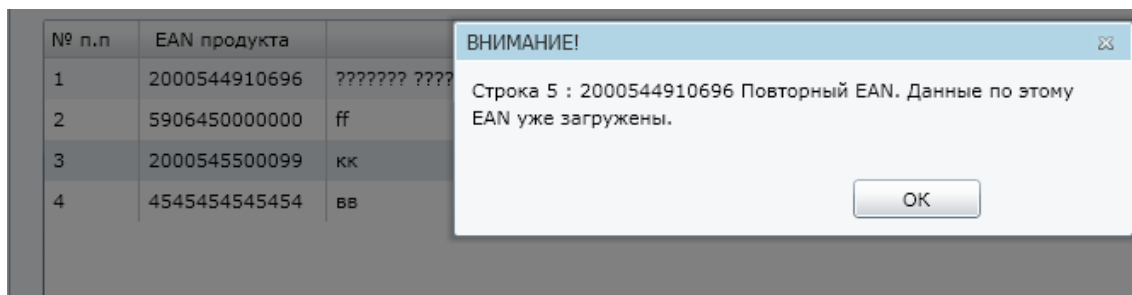 № п.п EAN продукта
ВНИМАНИЕ!
1 2000544910696 ??????? ????
2 5906450000000 ff
3 2000545500099 кк
4 4545454545454 вв
Строка 5 : 2000544910696 Повторный EAN. Данные по этому
EAN уже загружены.
OK